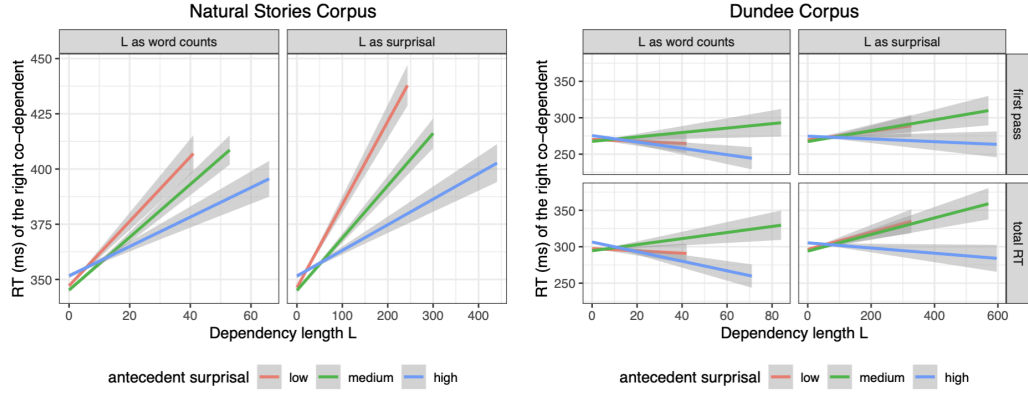 Natural Stories Corpus
L as word counts
L as surprisal
RT (ms) of the right co-dependent
450
425
400
375
350
0
20
40
60
0
100
200
300
400
Dependency length L
antecedent surprisal
low
medium
high
Dundee Corpus
L as word counts
L as surprisal
RT (ms) of the right co-dependent
350
300
250
first pass
350
300
250
total RT
0
20
40
60
80
0
200
400
600
Dependency length L
antecedent surprisal
low
medium
high